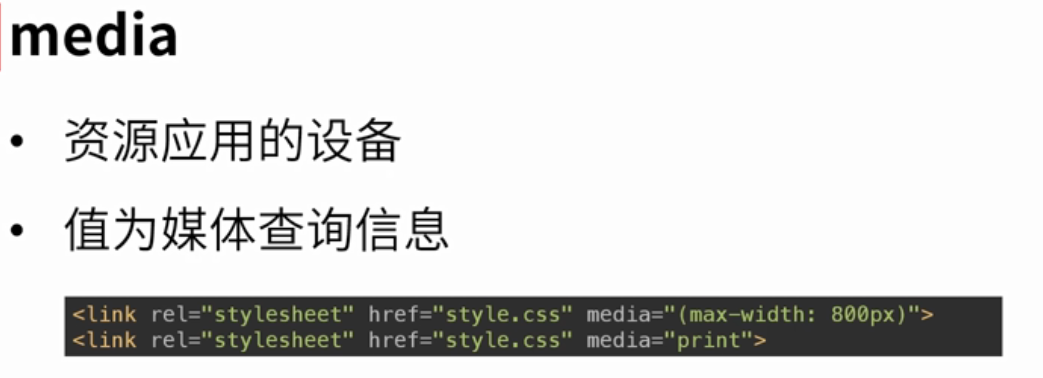 media
• 资源应用的设备
• 值为媒体查询信息
<link rel="stylesheet" href="style.css" media="(max-width: 800px)">
<link rel="stylesheet" href="style.css" media="print">